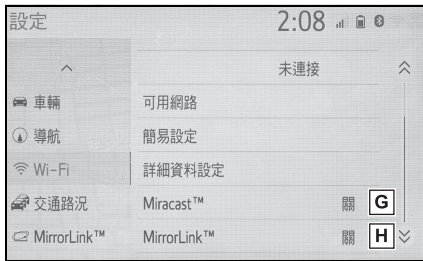 設定 2:08
未連接
車輛 可用網路
導航 簡易設定
Wi-Fi 詳細資料設定
交通路況 Miracast™ 關 G
MirrorLink™ MirrorLink™ 關 H